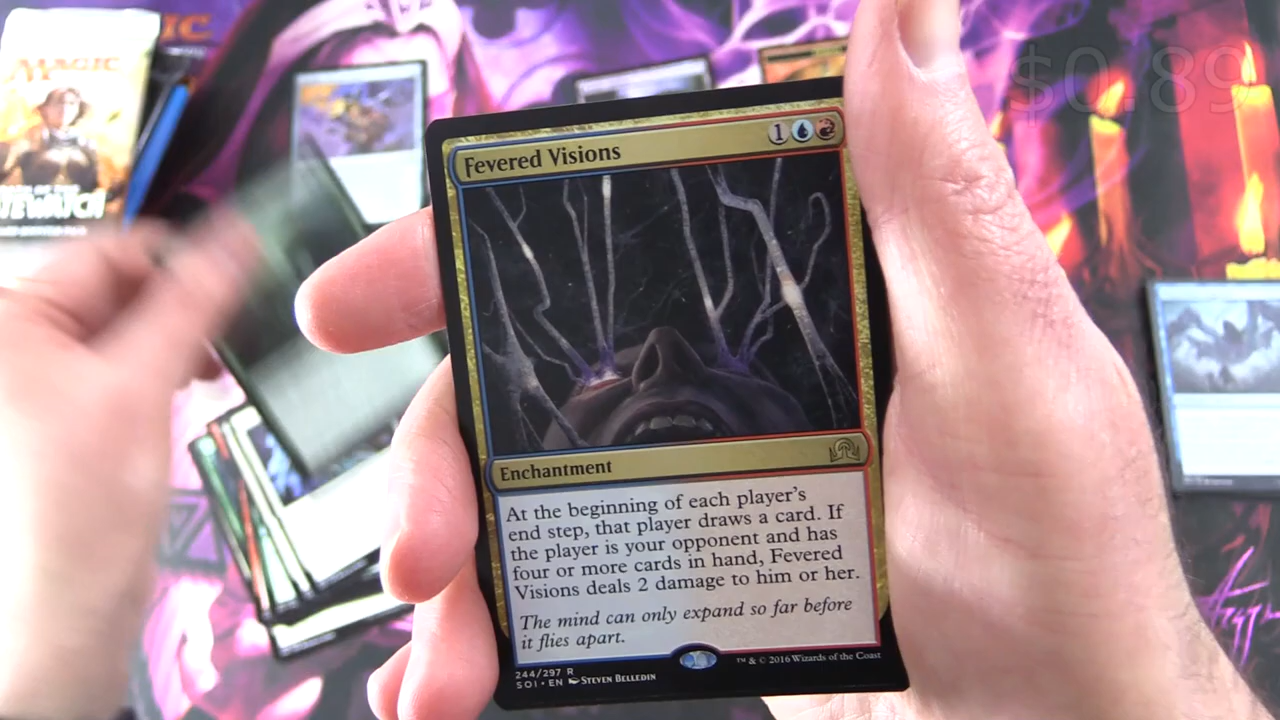 MAGIC
$0.89
Fevered Visions
1
Enchantment
At the beginning of each player's
end step, that player draws a card. If
the player is your opponent and has
four or more cards in hand, Fevered
Visions deals 2 damage to him or her.
The mind can only expand so far before
it flies apart.
244/297 R
SOI • EN STEVEN BELLEDIN
™ & © 2016 Wizards of the Coast